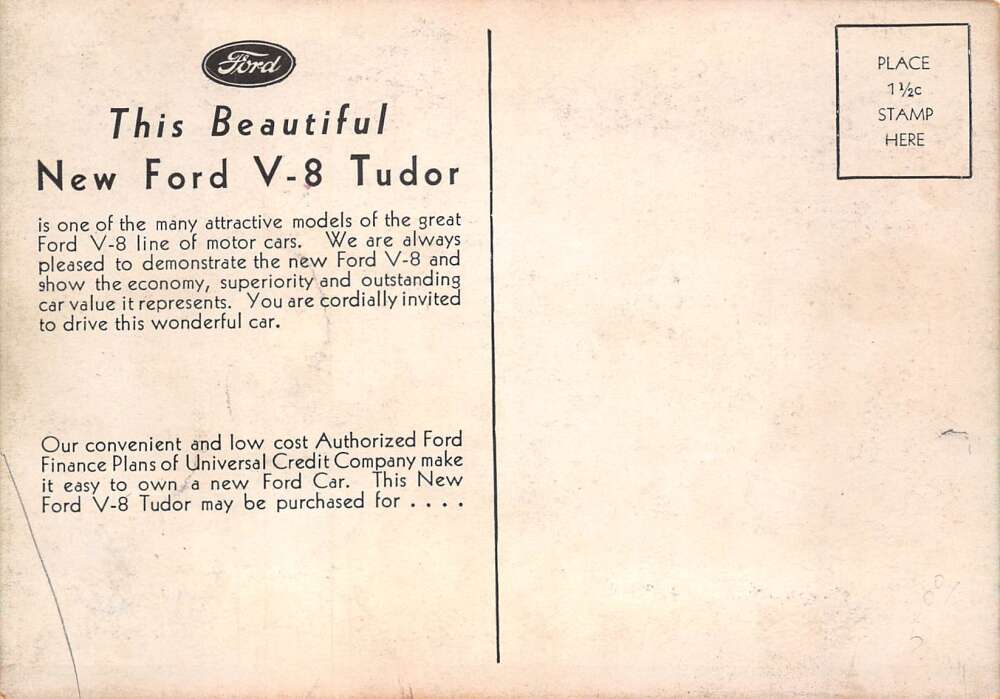 Ford
This Beautiful
New Ford V-8 Tudor
is one of the many attractive models of the great
Ford V-8 line of motor cars. We are always
pleased to demonstrate the new Ford V-8 and
show the economy, superiority and outstanding
car value it represents. You are cordially invited
to drive this wonderful car.
Our convenient and low cost Authorized Ford
Finance Plans of Universal Credit Company make
it easy to own a new Ford Car. This New
Ford V-8 Tudor may be purchased for . . . .
PLACE
1 ½c
STAMP
HERE